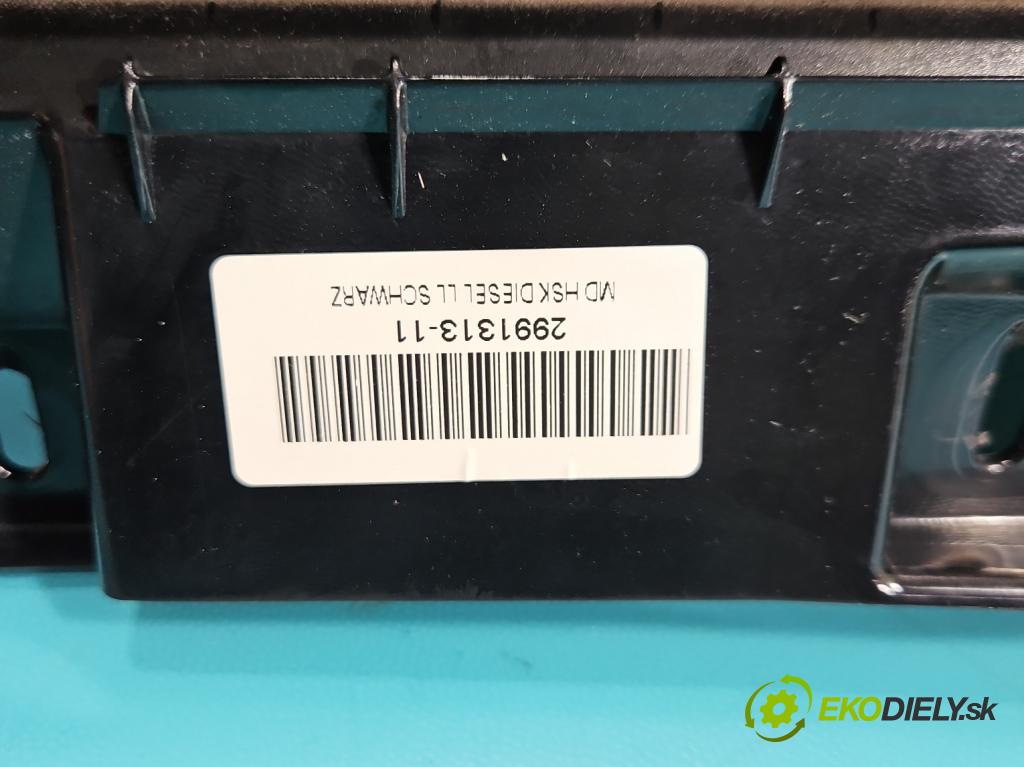 MD HSK DIESEL LL SCHWARZ
2991313-11
EKODIELY.sk